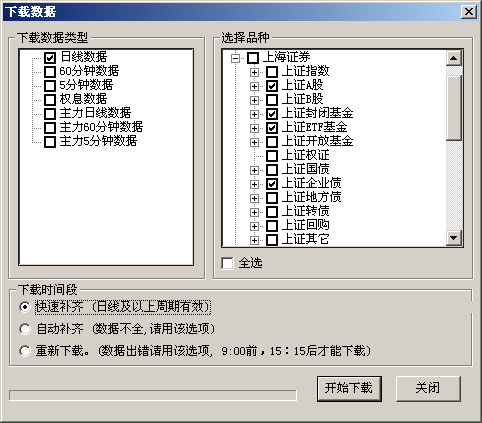 下载数据
下载数据类型
日线数据
60分钟数据
5分钟数据
权息数据
主力日线数据
主力60分钟数据
主力5分钟数据
选择品种
上海证券
上证指数
上证A股
上证B股
上证封闭基金
上证ETF基金
上证开放基金
上证权证
上证国债
上证企业债
上证地方债
上证转债
上证回购
上证其它
全选
下载时间段
快速补齐 (日线及以上周期有效)
自动补齐 (数据不全,请用该选项)
重新下载。(数据出错请用该选项, 9:00前,15:15后才能下载)
开始下载
关闭